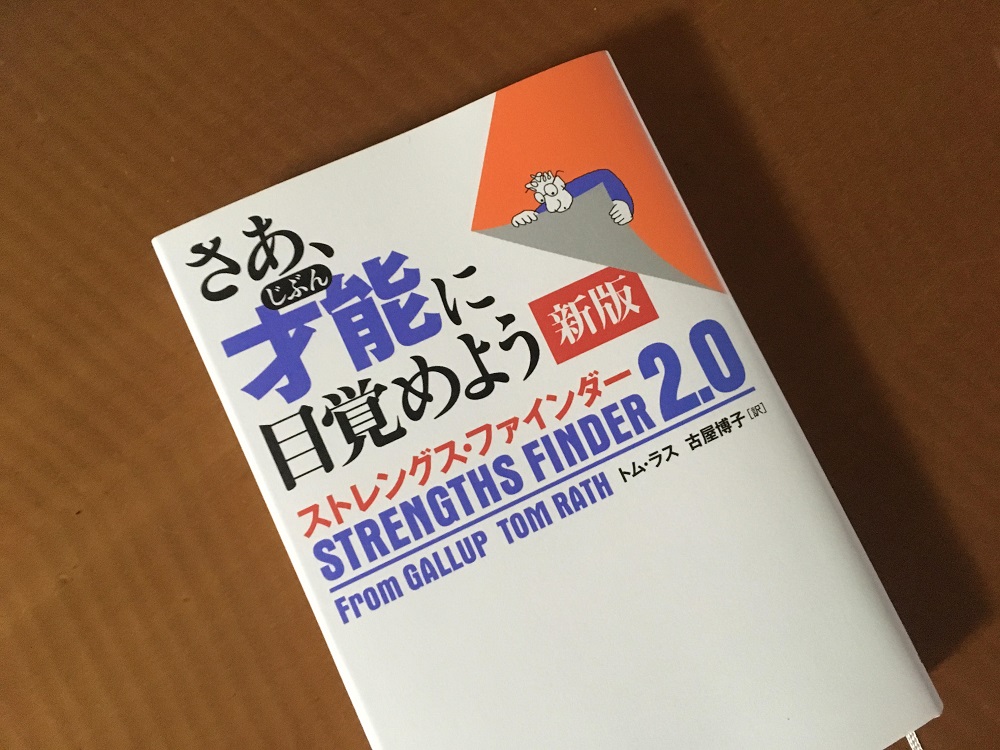 さあ、
じぶん
才能に
目覚めよう
新版
ストレングス・ファインダー
STRENGTHS FINDER 2.0
From GALLUP TOM RATH
トム・ラス 古屋博子[訳]